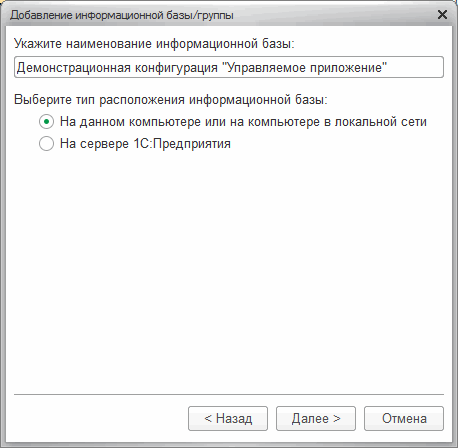 Добавление информационной базы/группы
Укажите наименование информационной базы:
Демонстрационная конфигурация "Управляемое приложение"
Выберите тип расположения информационной базы:
На данном компьютере или на компьютере в локальной сети
На сервере 1С:Предприятия
< Назад Далее > Отмена